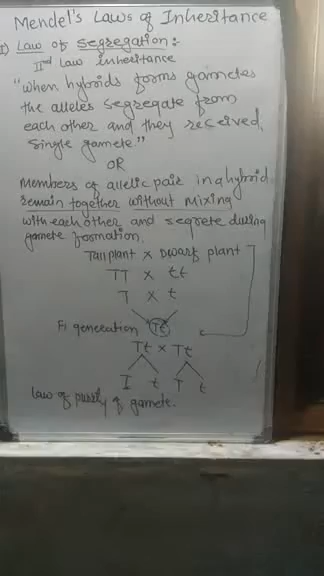 Mendel's Laws of Inheritance
I) Law of segregation:
IInd Law inheritance
"When hybrids forms gametes
the alleles segregate from
each other and they received
single gamete."
OR
Members of allelic pair in a hybrid
remain together without mixing
with each other and segrete during
gamete formation.
Tall plant x Dwarf plant
TT x tt
T x t
F1 generation Tt
Tt x Tt
T t T t
law of purety of gamete.